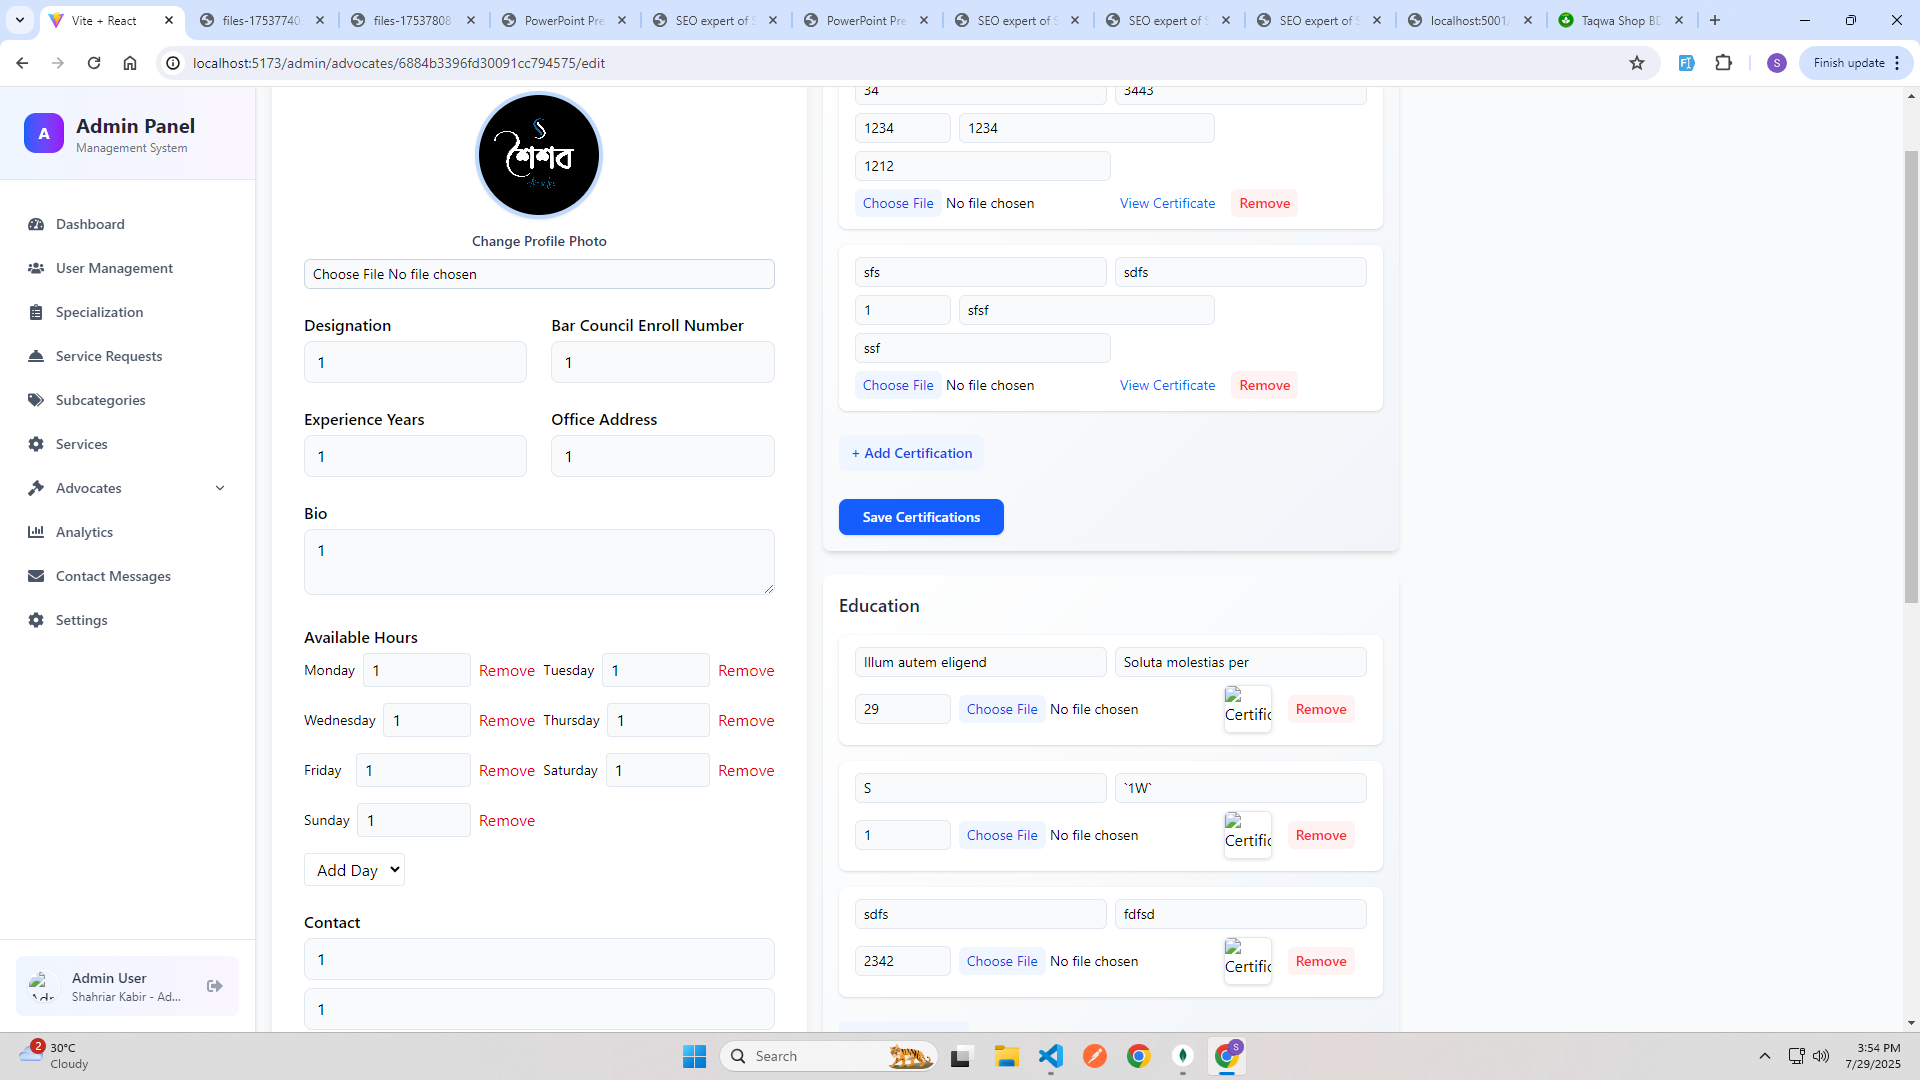 Vite + React
files-17537740
files-17537808
PowerPoint Pre
SEO expert of S
PowerPoint Pre
SEO expert of S
SEO expert of S
SEO expert of S
localhost:5001/
Taqwa Shop BD
localhost:5173/admin/advocates/6884b3396fd30091cc794575/edit
S
Finish update
A
Admin Panel
Management System
Dashboard
User Management
Specialization
Service Requests
Subcategories
Services
Advocates
Analytics
Contact Messages
Settings
Admin User
Shahriar Kabir - Ad...
শৈশব
Change Profile Photo
Choose File No file chosen
Designation
Bar Council Enroll Number
1
1
Experience Years
Office Address
1
1
Bio
1
Available Hours
Monday 1 Remove Tuesday 1 Remove
Wednesday 1 Remove Thursday 1 Remove
Friday 1 Remove Saturday 1 Remove
Sunday 1 Remove
Add Day
Contact
1
1
34 3443
1234 1234
1212
Choose File No file chosen View Certificate Remove
sfs sdfs
1 sfsf
ssf
Choose File No file chosen View Certificate Remove
+ Add Certification
Save Certifications
Education
Illum autem eligend Soluta molestias per
29 Choose File No file chosen Certific Remove
S `1W`
1 Choose File No file chosen Certific Remove
sdfs fdfsd
2342 Choose File No file chosen Certific Remove
2
30°C
Cloudy
Search
S
3:54 PM
7/29/2025